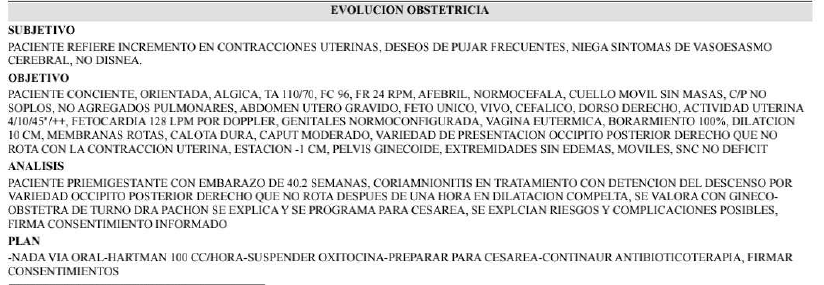 EVOLUCION OBSTETRICIA
SUBJETIVO
PACIENTE REFIERE INCREMENTO EN CONTRACCIONES UTERINAS, DESEOS DE PUJAR FRECUENTES, NIEGA SINTOMAS DE VASOESASMO
CEREBRAL, NO DISNEA.
OBJETIVO
PACIENTE CONCIENTE, ORIENTADA, ALGICA, TA 110/70, FC 96, FR 24 RPM, AFEBRIL, NORMOCEFALA, CUELLO MOVIL SIN MASAS, C/P NO
SOPLOS, NO AGREGADOS PULMONARES, ABDOMEN UTERO GRAVIDO, FETO UNICO, VIVO, CEFALICO, DORSO DERECHO, ACTIVIDAD UTERINA
4/10/45"/++, FETOCARDIA 128 LPM POR DOPPLER, GENITALES NORMOCONFIGURADA, VAGINA EUTERMICA, BORARMIENTO 100%, DILATCION
10 CM, MEMBRANAS ROTAS, CALOTA DURA, CAPUT MODERADO, VARIEDAD DE PRESENTACION OCCIPITO POSTERIOR DERECHO QUE NO
ROTA CON LA CONTRACCION UTERINA, ESTACION -1 CM, PELVIS GINECOIDE, EXTREMIDADES SIN EDEMAS, MOVILES, SNC NO DEFICIT
ANALISIS
PACIENTE PRIEMIGESTANTE CON EMBARAZO DE 40.2 SEMANAS, CORIAMNIONITIS EN TRATAMIENTO CON DETENCION DEL DESCENSO POR
VARIEDAD OCCIPITO POSTERIOR DERECHO QUE NO ROTA DESPUES DE UNA HORA EN DILATACION COMPELTA, SE VALORA CON GINECO-
OBSTETRA DE TURNO DRA PACHON SE EXPLICA Y SE PROGRAMA PARA CESAREA, SE EXPLCIAN RIESGOS Y COMPLICACIONES POSIBLES,
FIRMA CONSENTIMIENTO INFORMADO
PLAN
-NADA VIA ORAL-HARTMAN 100 CC/HORA-SUSPENDER OXITOCINA-PREPARAR PARA CESAREA-CONTINAUR ANTIBIOTICOTERAPIA, FIRMAR
CONSENTIMIENTOS